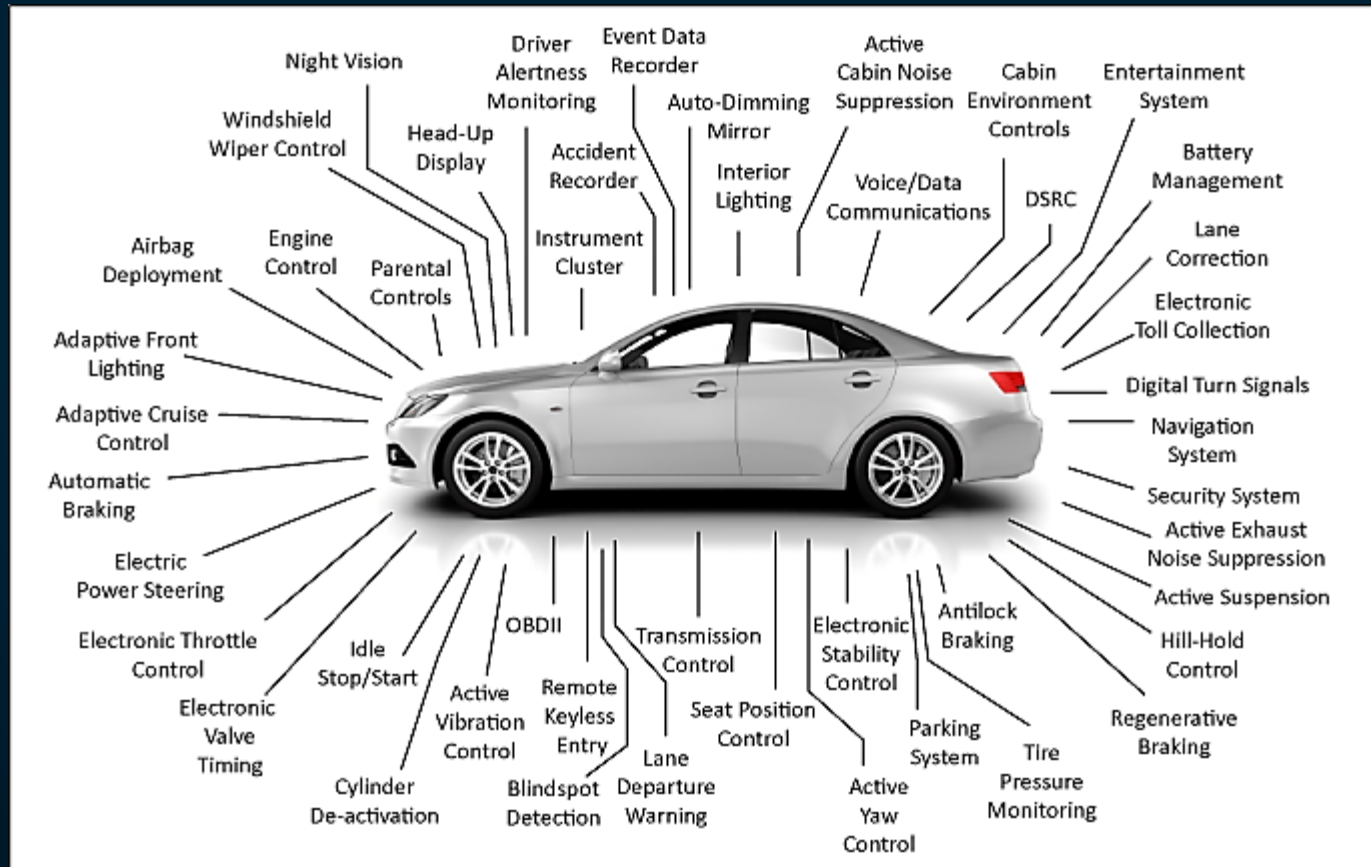 Night Vision
Windshield
Wiper Control
Driver
Alertness
Monitoring
Head-Up
Display
Event Data
Recorder
Accident
Recorder
Auto-Dimming
Mirror
Interior
Lighting
Active
Cabin Noise
Suppression
Voice/Data
Communications
Cabin
Environment
Controls
DSRC
Entertainment
System
Battery
Management
Lane
Correction
Electronic
Toll Collection
Digital Turn Signals
Navigation
System
Security System
Active Exhaust
Noise Suppression
Active Suspension
Hill-Hold
Control
Regenerative
Braking
Airbag
Deployment
Engine
Control
Parental
Controls
Instrument
Cluster
Adaptive Front
Lighting
Adaptive Cruise
Control
Automatic
Braking
Electric
Power Steering
Electronic Throttle
Control
Electronic
Valve
Timing
Idle
Stop/Start
Cylinder
De-activation
Active
Vibration
Control
OBDII
Remote
Keyless
Entry
Blindspot
Detection
Lane
Departure
Warning
Transmission
Control
Seat Position
Control
Active
Yaw
Control
Electronic
Stability
Control
Parking
System
Antilock
Braking
Tire
Pressure
Monitoring